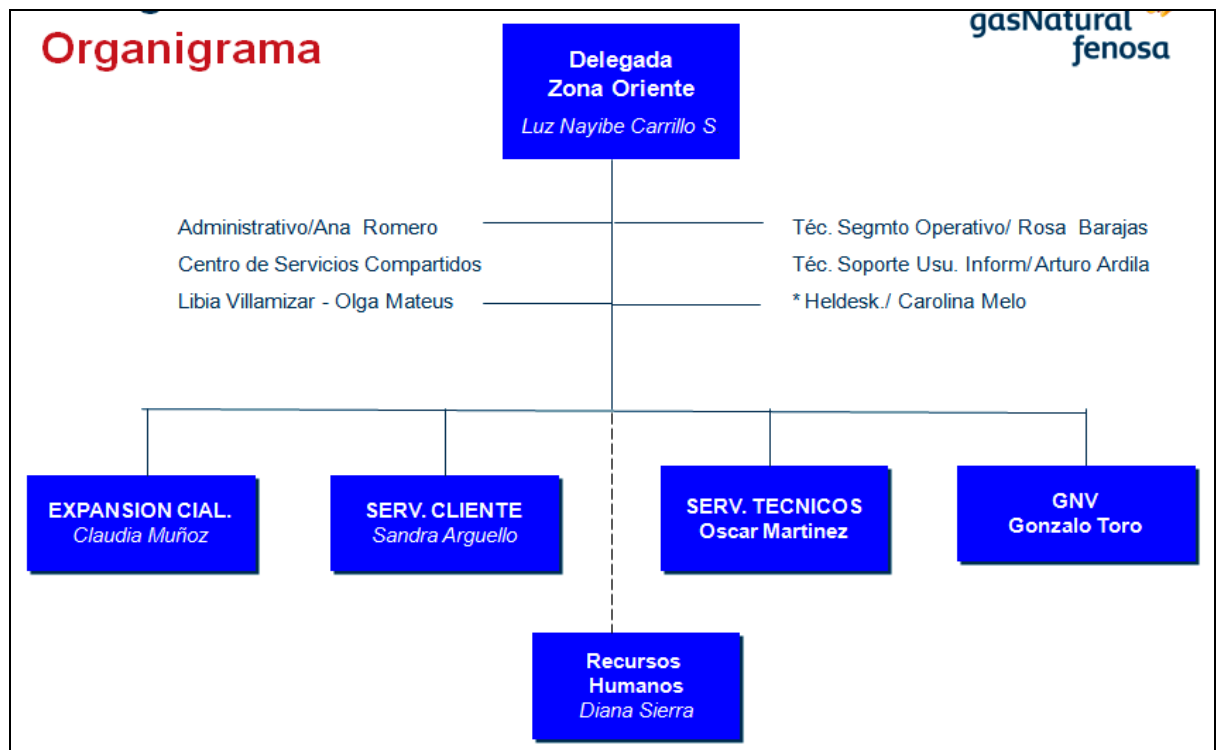 Organigrama
gasNatural
fenosa
Delegada
Zona Oriente
Luz Nayibe Carrillo S
Administrativo/Ana Romero
Centro de Servicios Compartidos
Libia Villamizar - Olga Mateus
Téc. Segmto Operativo/ Rosa Barajas
Téc. Soporte Usu. Inform/Arturo Ardila
* Heldesk./ Carolina Melo
EXPANSION CIAL.
Claudia Muñoz
SERV. CLIENTE
Sandra Arguello
SERV. TECNICOS
Oscar Martinez
GNV
Gonzalo Toro
Recursos
Humanos
Diana Sierra